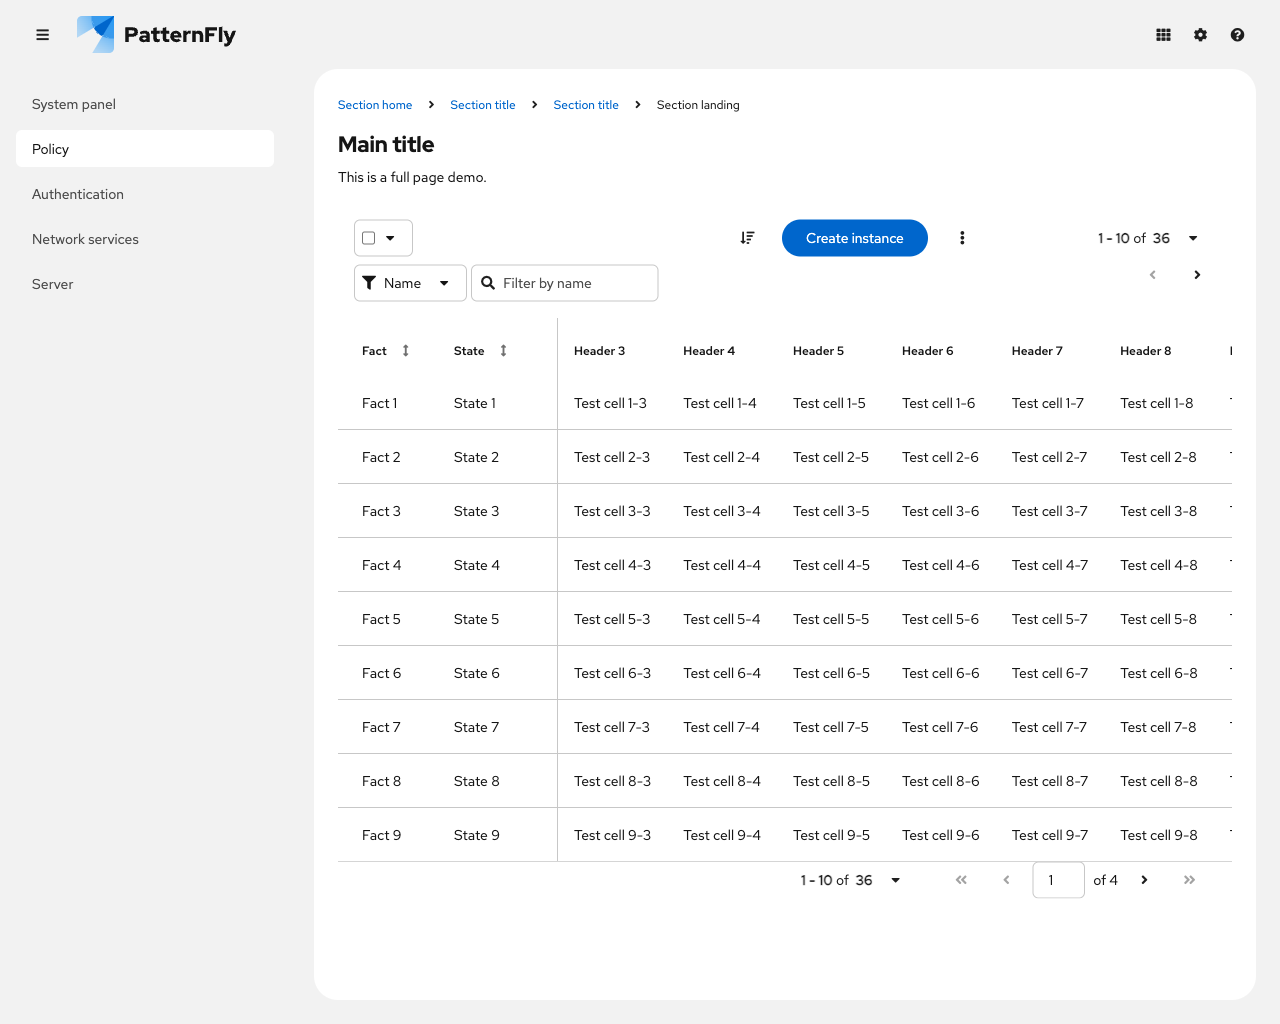 PatternFly
System panel
Policy
Authentication
Network services
Server
Section home Section title Section title Section landing
Main title
This is a full page demo.
Create instance 1 - 10 of 36
Name Filter by name
Fact State Header 3 Header 4 Header 5 Header 6 Header 7 Header 8
Fact 1 State 1 Test cell 1-3 Test cell 1-4 Test cell 1-5 Test cell 1-6 Test cell 1-7 Test cell 1-8
Fact 2 State 2 Test cell 2-3 Test cell 2-4 Test cell 2-5 Test cell 2-6 Test cell 2-7 Test cell 2-8
Fact 3 State 3 Test cell 3-3 Test cell 3-4 Test cell 3-5 Test cell 3-6 Test cell 3-7 Test cell 3-8
Fact 4 State 4 Test cell 4-3 Test cell 4-4 Test cell 4-5 Test cell 4-6 Test cell 4-7 Test cell 4-8
Fact 5 State 5 Test cell 5-3 Test cell 5-4 Test cell 5-5 Test cell 5-6 Test cell 5-7 Test cell 5-8
Fact 6 State 6 Test cell 6-3 Test cell 6-4 Test cell 6-5 Test cell 6-6 Test cell 6-7 Test cell 6-8
Fact 7 State 7 Test cell 7-3 Test cell 7-4 Test cell 7-5 Test cell 7-6 Test cell 7-7 Test cell 7-8
Fact 8 State 8 Test cell 8-3 Test cell 8-4 Test cell 8-5 Test cell 8-6 Test cell 8-7 Test cell 8-8
Fact 9 State 9 Test cell 9-3 Test cell 9-4 Test cell 9-5 Test cell 9-6 Test cell 9-7 Test cell 9-8
1 - 10 of 36 1 of 4